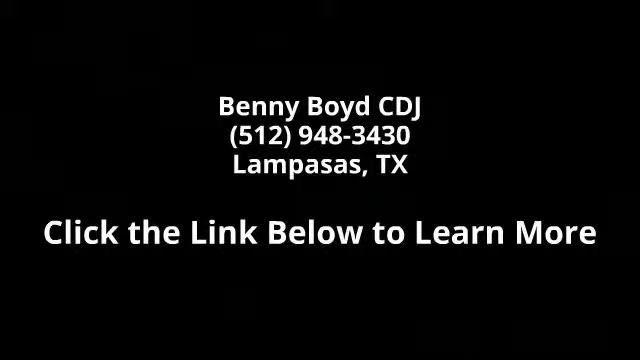 Benny Boyd CDJ
(512) 948-3430
Lampasas, TX
Click the Link Below to Learn More